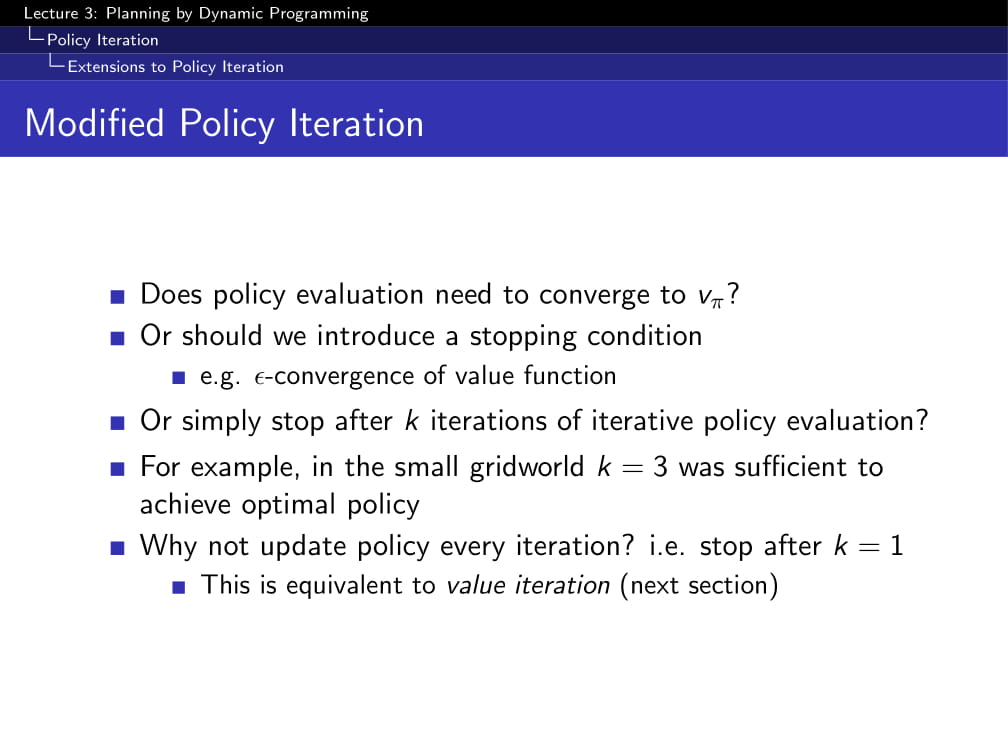 Lecture 3: Planning by Dynamic Programming
Policy Iteration
Extensions to Policy Iteration
Modified Policy Iteration
Does policy evaluation need to converge to vπ?
Or should we introduce a stopping condition
e.g. ϵ-convergence of value function
Or simply stop after k iterations of iterative policy evaluation?
For example, in the small gridworld k = 3 was sufficient to
achieve optimal policy
Why not update policy every iteration? i.e. stop after k = 1
This is equivalent to value iteration (next section)